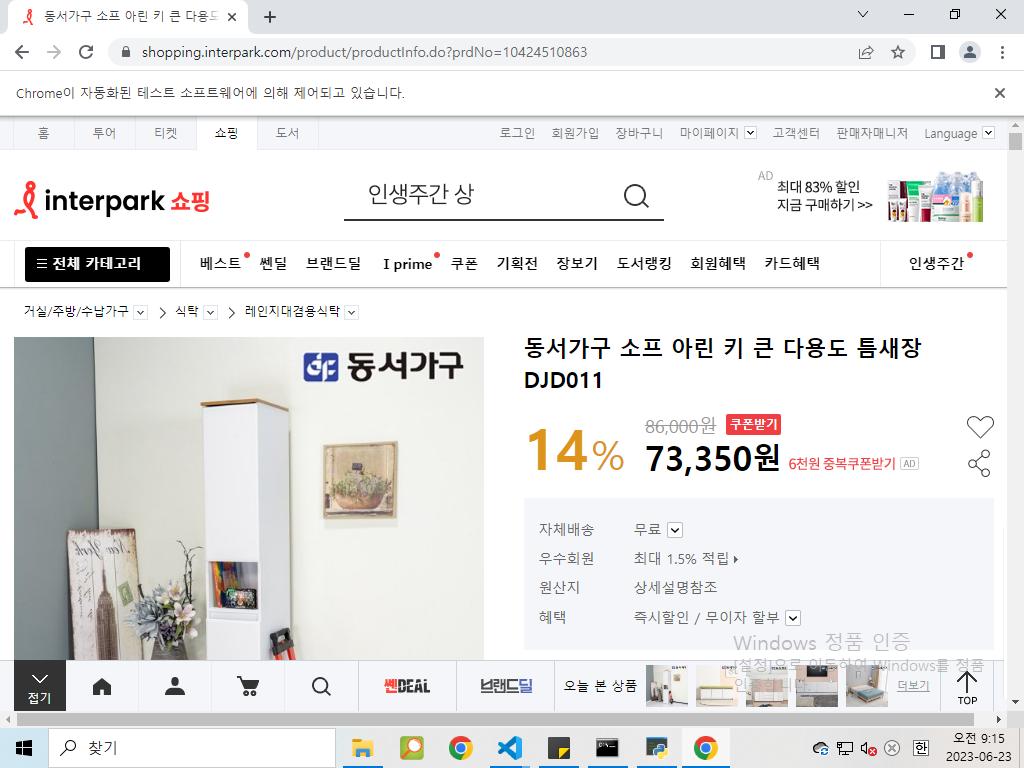 동서가구 소프 아린 키 큰 다용도
shopping.interpark.com/product/productInfo.do?prdNo=10424510863
Chrome이 자동화된 테스트 소프트웨어에 의해 제어되고 있습니다.
홈 투어 티켓 쇼핑 도서 로그인 회원가입 장바구니 마이페이지 고객센터 판매자매니저 Language
interpark 쇼핑 인생주간 상
AD 최대 83% 할인
지금 구매하기 >>
전체 카테고리 베스트 쎈딜 브랜드딜 I prime 쿠폰 기획전 장보기 도서랭킹 회원혜택 카드혜택 인생주간
거실/주방/수납가구 식탁 레인지대겸용식탁
동서가구
동서가구 소프 아린 키 큰 다용도 틈새장
DJD011
14% 86,000원 쿠폰받기
73,350원 6천원 중복쿠폰받기 AD
자체배송 무료
우수회원 최대 1.5% 적립
원산지 상세설명참조
혜택 즉시할인 / 무이자 할부
Windows 정품 인증
[설정]으로 이동하여 Windows를 정품
인증합니다.
접기 쎈DEAL 브랜드딜 오늘 본 상품 더보기 TOP
찾기
한
오전 9:15
2023-06-23